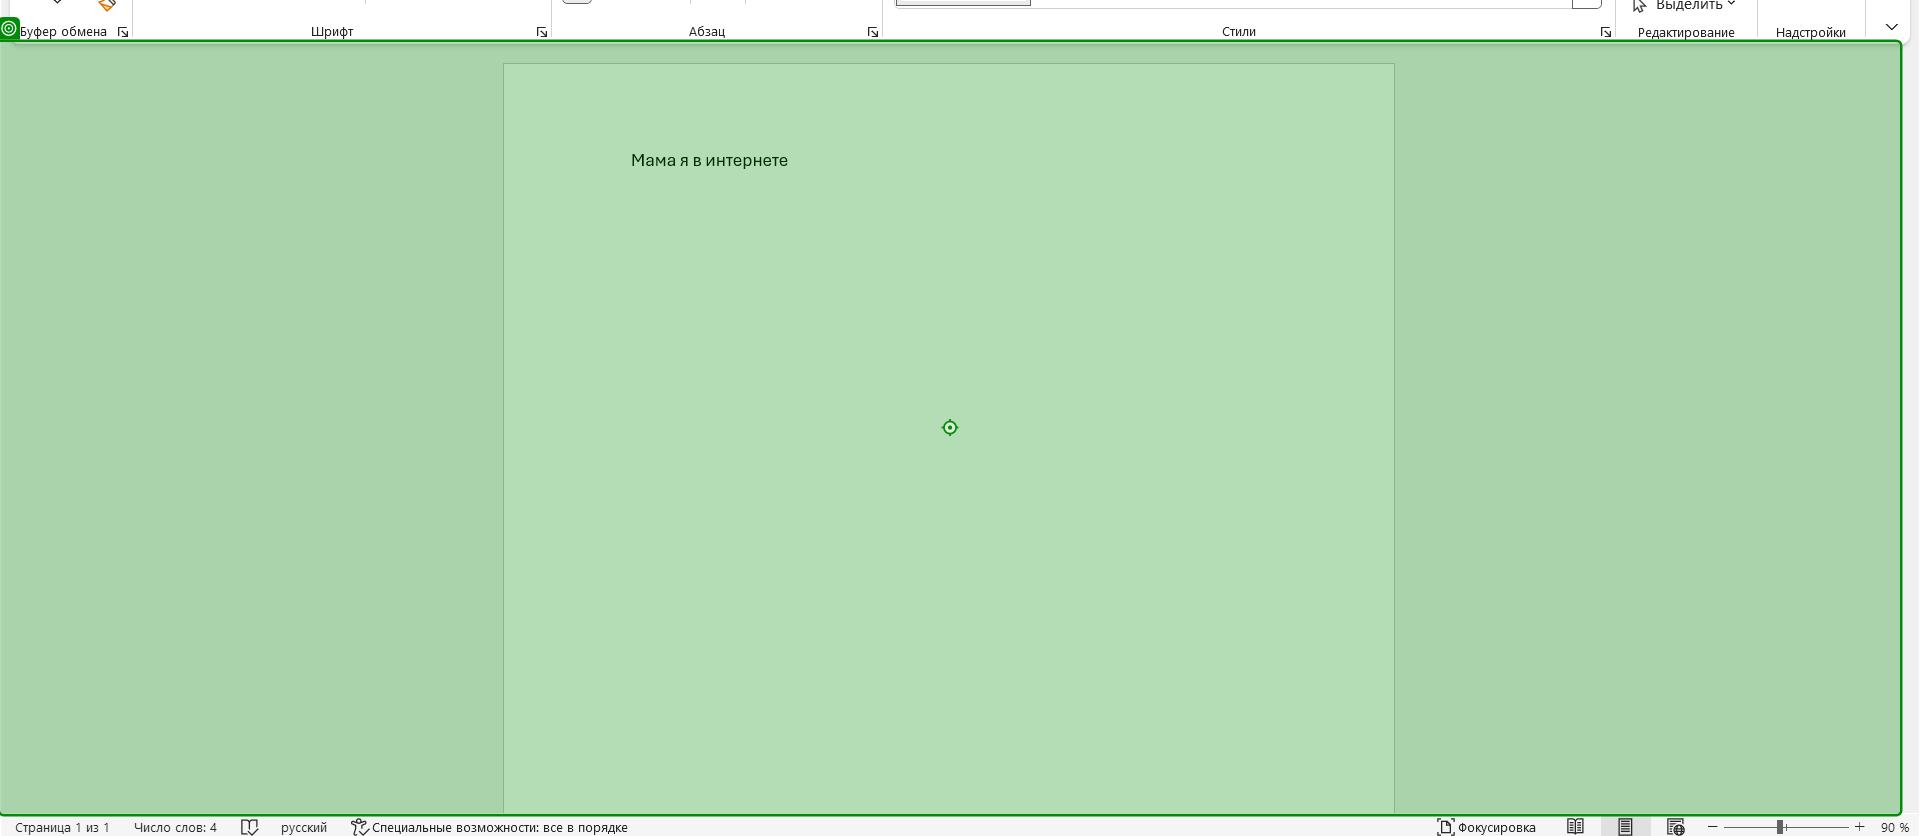 Выделить
Буфер обмена
Шрифт
Абзац
Стили
Редактирование
Надстройки
Мама я в интернете
Страница 1 из 1
Число слов: 4
русский
Специальные возможности: все в порядке
Фокусировка
90 %